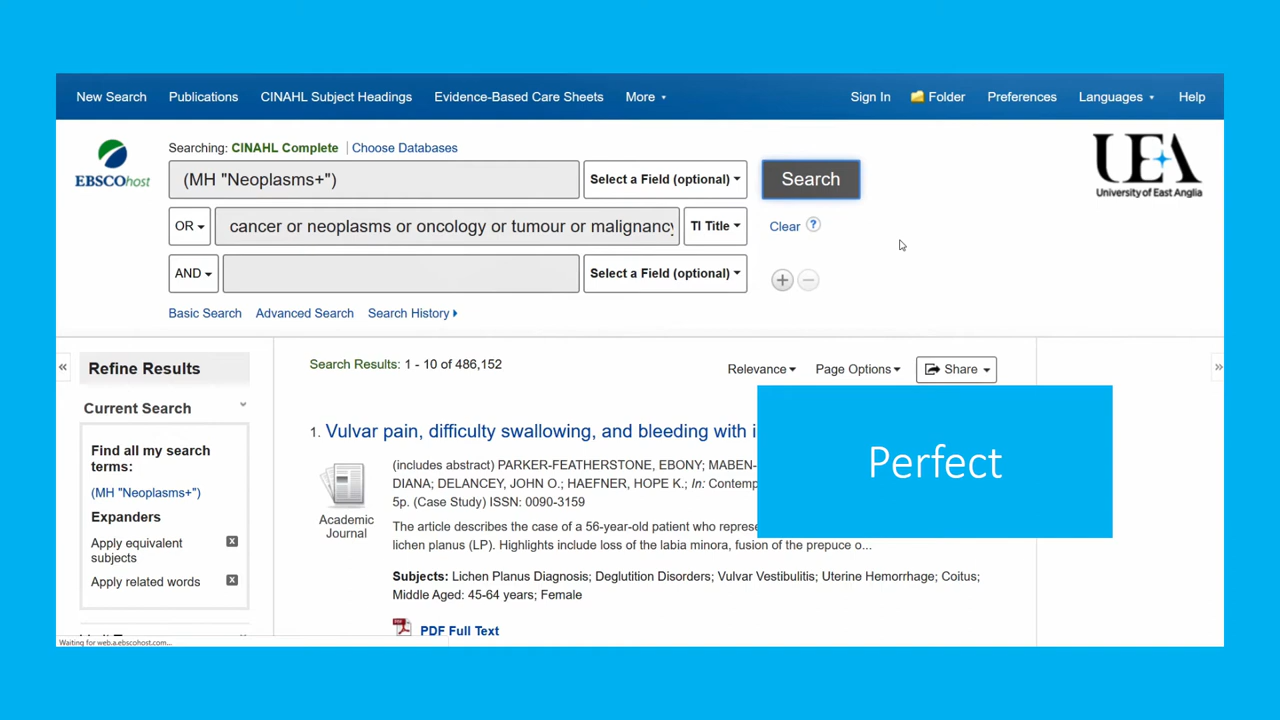 New Search Publications CINAHL Subject Headings Evidence-Based Care Sheets More Sign In Folder Preferences Languages Help
EBSCOhost
Searching: CINAHL Complete Choose Databases
(MH "Neoplasms+") Select a Field (optional) Search
OR cancer or neoplasms or oncology or tumour or malignancy TI Title Clear ?
AND Select a Field (optional)
Basic Search Advanced Search Search History
UEA
University of East Anglia
« Refine Results
Current Search
Find all my search
terms:
(MH "Neoplasms+")
Expanders
Apply equivalent
subjects
Apply related words
Search Results: 1 - 10 of 486,152
Relevance Page Options Share »
1. Vulvar pain, difficulty swallowing, and bleeding with i
Academic
Journal
(includes abstract) PARKER-FEATHERSTONE, EBONY; MABEN-
DIANA; DELANCEY, JOHN O.; HAEFNER, HOPE K.; In: Contemp
5p. (Case Study) ISSN: 0090-3159
The article describes the case of a 56-year-old patient who represe
lichen planus (LP). Highlights include loss of the labia minora, fusion of the prepuce o...
Subjects: Lichen Planus Diagnosis; Deglutition Disorders; Vulvar Vestibulitis; Uterine Hemorrhage; Coitus;
Middle Aged: 45-64 years; Female
PDF Full Text
Perfect
Waiting for web.a.ebscohost.com...